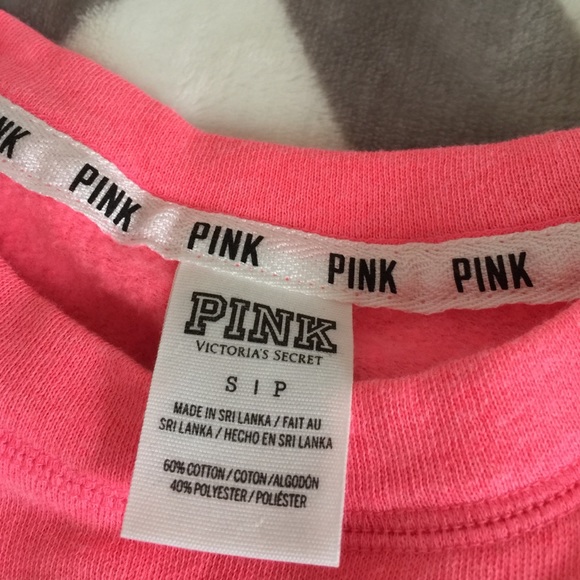 PINK PINK PINK PINK
PINK
VICTORIA'S SECRET
S | P
MADE IN SRI LANKA / FAIT AU
SRI LANKA / HECHO EN SRI LANKA
60% COTTON / COTON / ALGODÓN
40% POLYESTER / POLIÉSTER